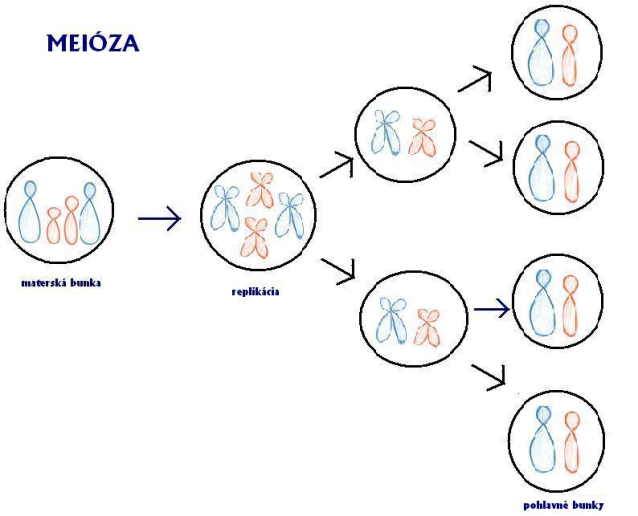 MEIÓZA
materská bunka
replikácia
pohlavné bunky